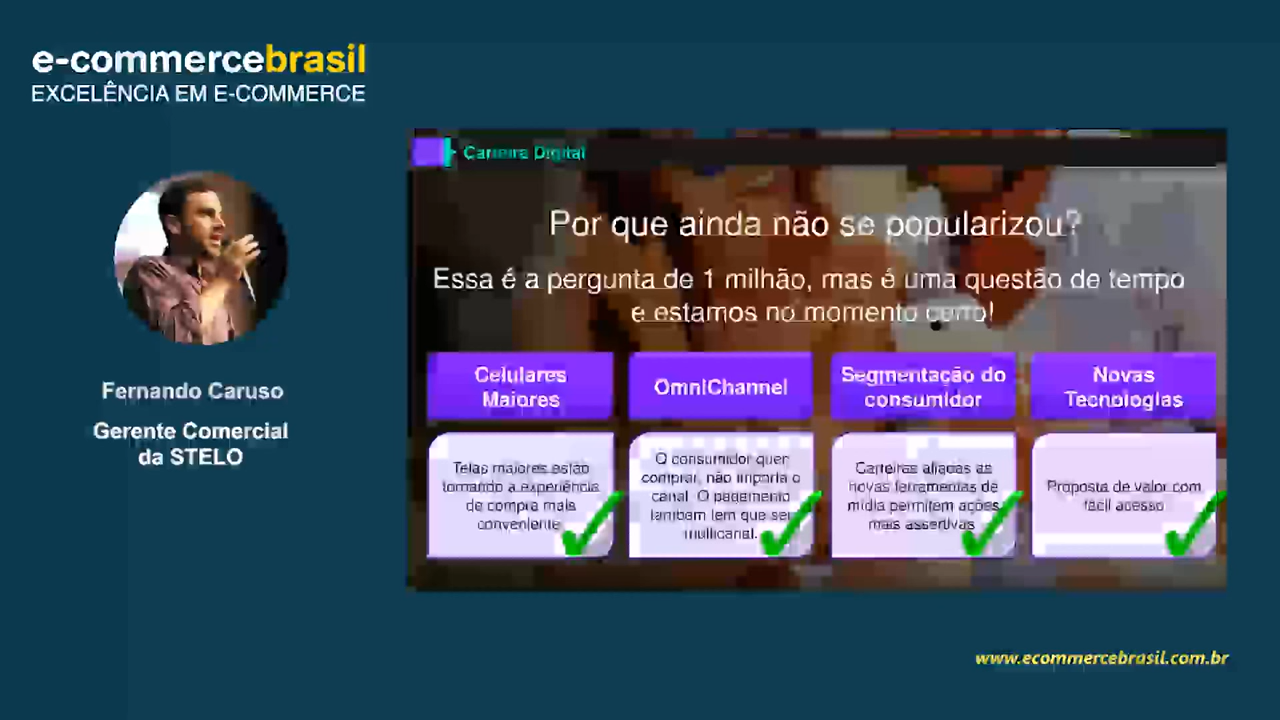 e-commercebrasil
EXCELÊNCIA EM E-COMMERCE
Carteira Digital
Por que ainda não se popularizou?
Essa é a pergunta de 1 milhão, mas é uma questão de tempo
e estamos no momento certo!
Fernando Caruso
Gerente Comercial
da STELO
Celulares
Maiores
Telas maiores estão
tornando a experiência
de compra mais
conveniente
OmniChannel
O consumidor quer
comprar, não importa o
canal. O pagamento
também tem que ser
multicanal.
Segmentação do
consumidor
Carteiras aliadas as
novas ferramentas de
mídia permitem ações
mais assertivas
Novas
Tecnologias
Proposta de valor com
fácil acesso
www.ecommercebrasil.com.br